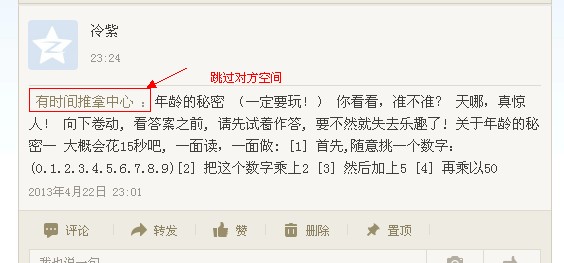 冷紫
23:24
跳过对方空间
有时间推拿中心 ：年龄的秘密 （一定要玩！） 你看看，准不准？ 天哪，真惊
人！ 向下卷动, 看答案之前, 请先试着作答, 要不然就失去乐趣了! 关于年龄的秘
密一 大概会花15秒吧, 一面读，一面做: [1] 首先,随意挑一个数字:
(0.1.2.3.4.5.6.7.8.9)[2] 把这个数字乘上2 [3] 然后加上5 [4] 再乘以50
2013年4月22日 23:01
评论 转发 赞 删除 置顶
我也说一句